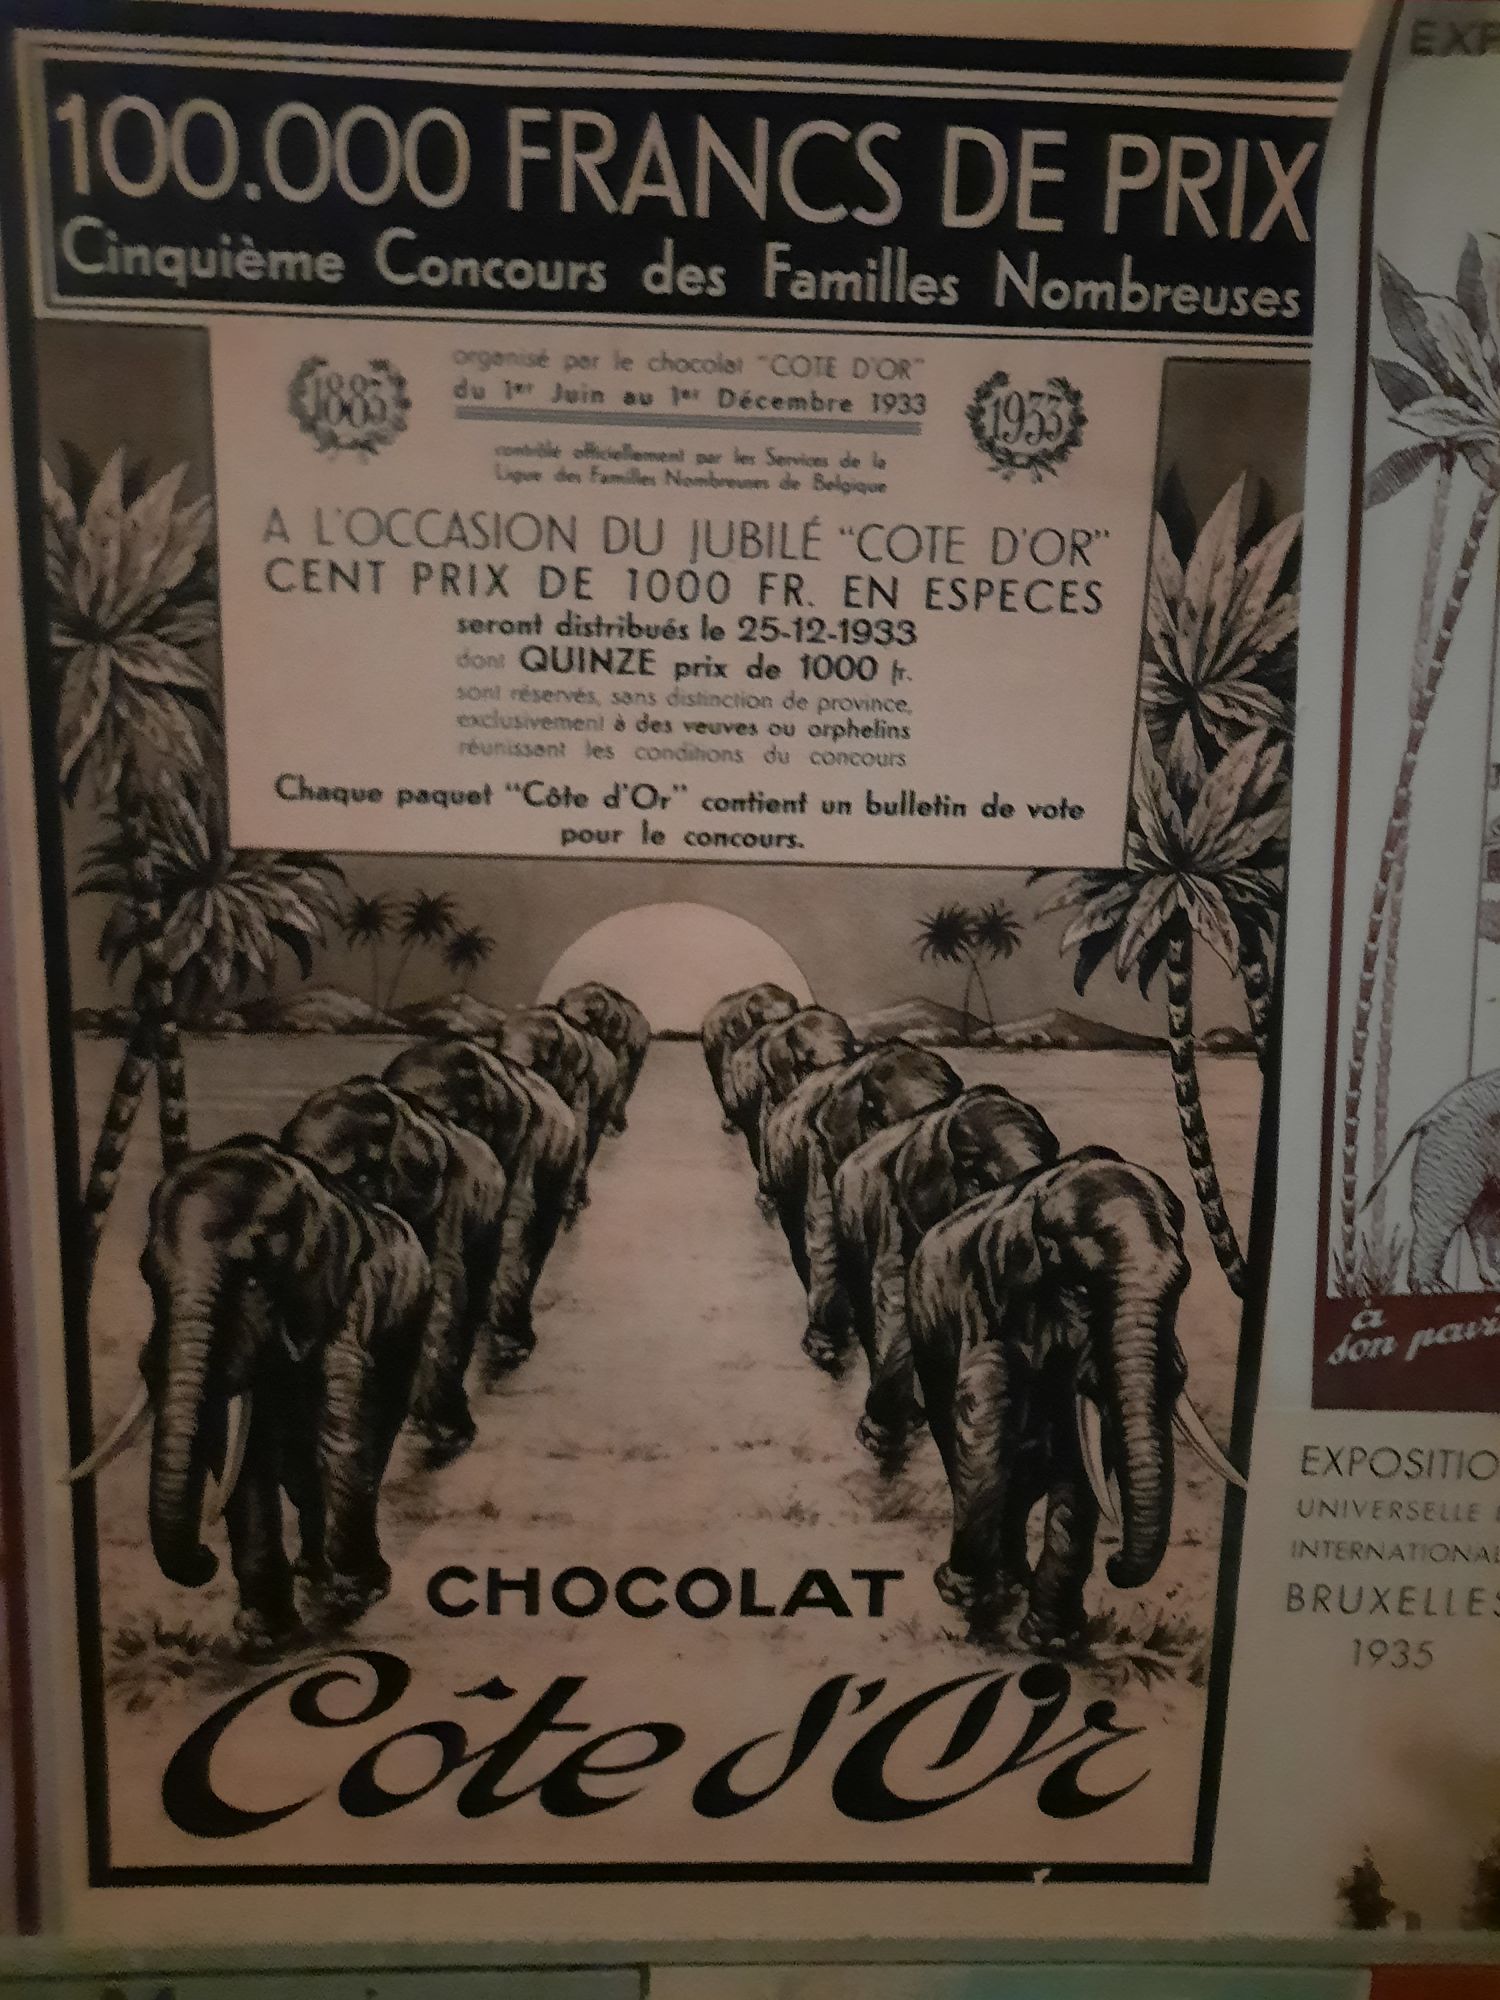 100.000 FRANCS DE PRIX
Cinquième Concours des Familles Nombreuses
1883
organisé par le chocolat "COTE D'OR"
du 1er Juin au 1er Décembre 1933
1933
contrôlé officiellement par les Services de la
Ligue des Familles Nombreuses de Belgique
A L'OCCASION DU JUBILÉ "COTE D'OR"
CENT PRIX DE 1000 FR. EN ESPECES
seront distribués le 25-12-1933
dont QUINZE prix de 1000 fr.
sont réservés, sans distinction de province,
exclusivement à des veuves ou orphelins
réunissant les conditions du concours
Chaque paquet "Côte d'Or" contient un bulletin de vote
pour le concours.
CHOCOLAT
Côte d'Or
EXP
à
son
EXPOSITIO
UNIVERSELLE
INTERNATIONAL
BRUXELLES
1935